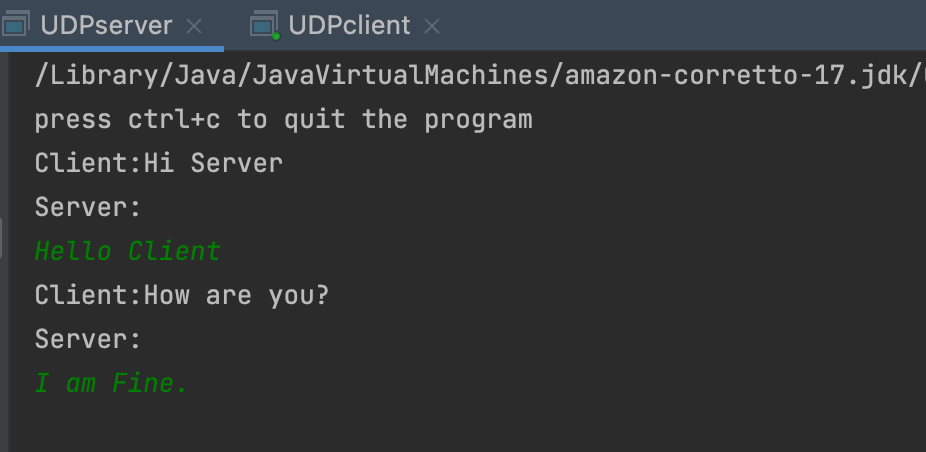 UDPserver UDPclient
/Library/Java/JavaVirtualMachines/amazon-corretto-17.jdk/
press ctrl+c to quit the program
Client:Hi Server
Server:
Hello Client
Client:How are you?
Server:
I am Fine.